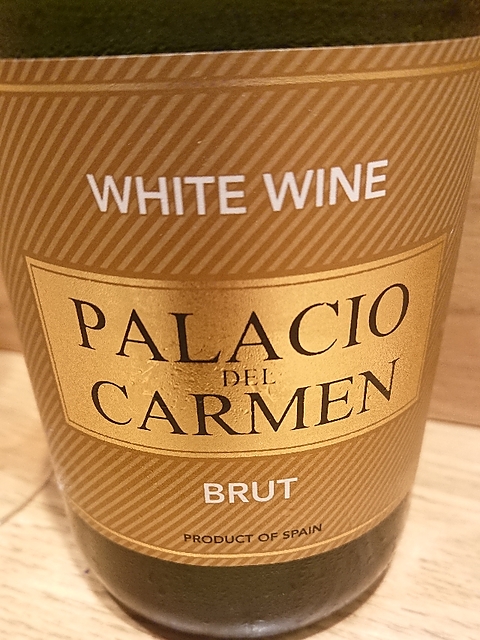 WHITE WINE
PALACIO
DEL
CARMEN
BRUT
PRODUCT OF SPAIN